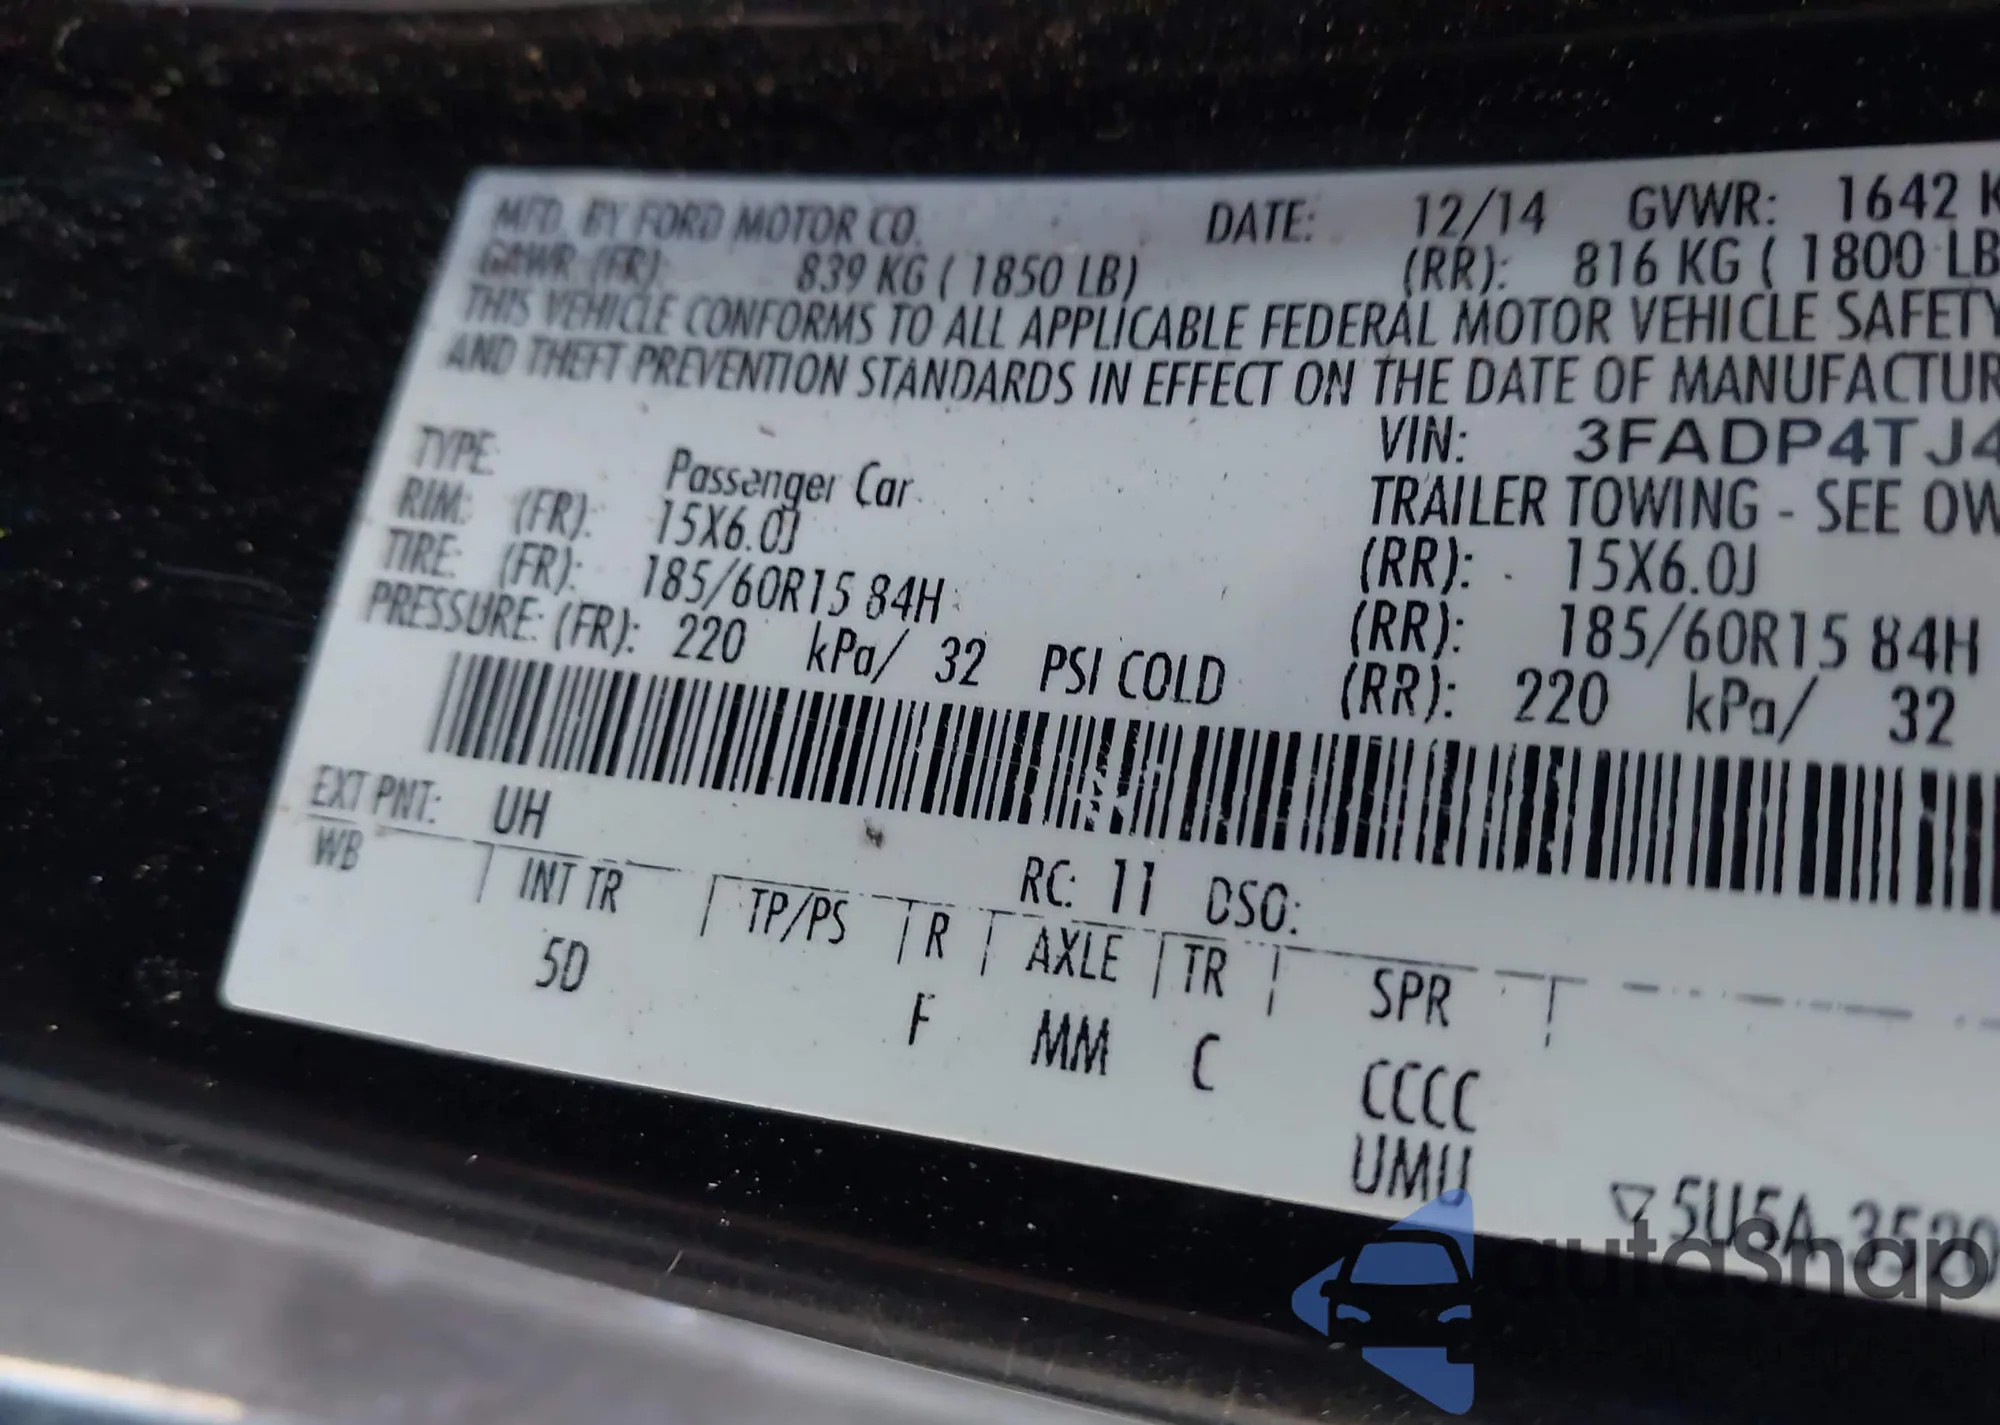 MFD. BY FORD MOTOR CO. DATE: 12/14 GVWR: 1642 K
GAWR (FR): 839 KG ( 1850 LB) (RR): 816 KG ( 1800 LB
THIS VEHICLE CONFORMS TO ALL APPLICABLE FEDERAL MOTOR VEHICLE SAFETY
AND THEFT PREVENTION STANDARDS IN EFFECT ON THE DATE OF MANUFACTUR
VIN: 3FADP4TJ4
TYPE: Passenger Car TRAILER TOWING - SEE OW
RIM: (FR): 15X6.0J (RR): 15X6.0J
TIRE: (FR): 185/60R15 84H (RR): 185/60R15 84H
PRESSURE: (FR): 220 kPa/ 32 PSI COLD (RR): 220 kPa/ 32
EXT PNT: UH RC: 11 DSO:
WB INT TR TP/PS R AXLE TR SPR
5D F MM C CCCC
UMU
▽5U5A-3520
autoSnap